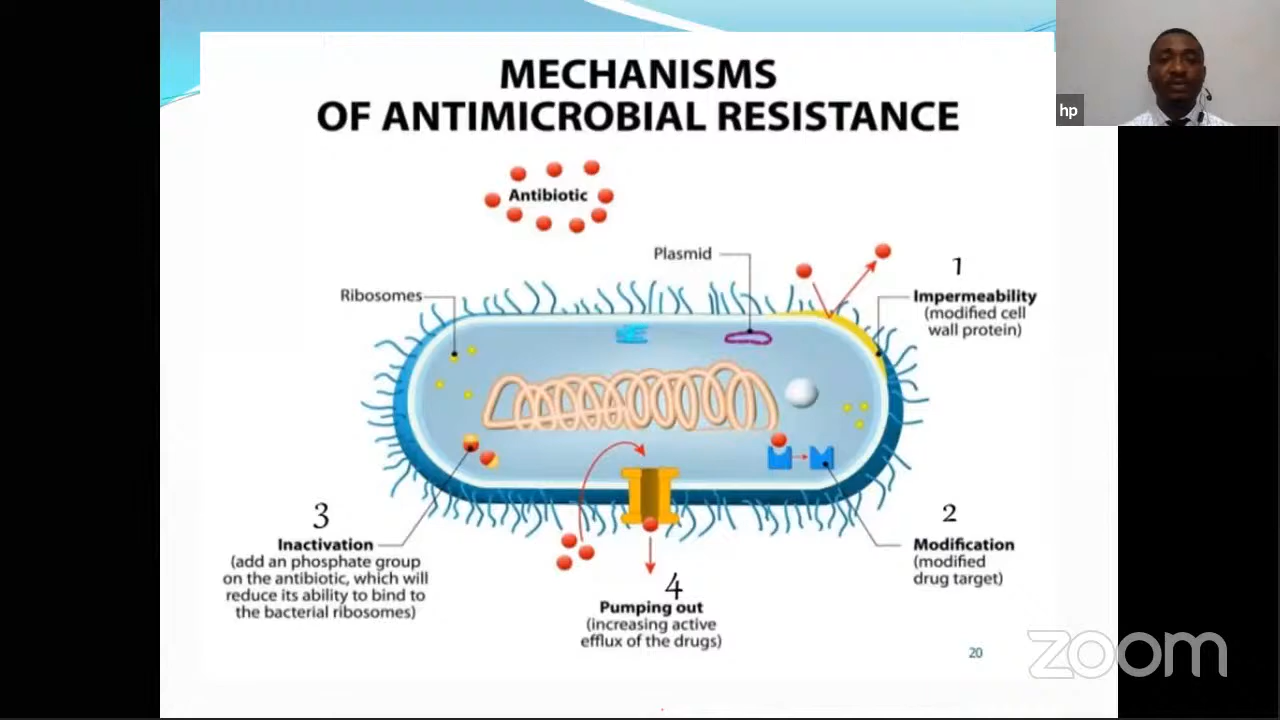 MECHANISMS
OF ANTIMICROBIAL RESISTANCE
hp
Antibiotic
Plasmid
Ribosomes
1
Impermeability
(modified cell
wall protein)
3
Inactivation
(add an phosphate group
on the antibiotic, which will
reduce its ability to bind to
the bacterial ribosomes)
4
Pumping out
(increasing active
efflux of the drugs)
2
Modification
(modified
drug target)
20
zoom